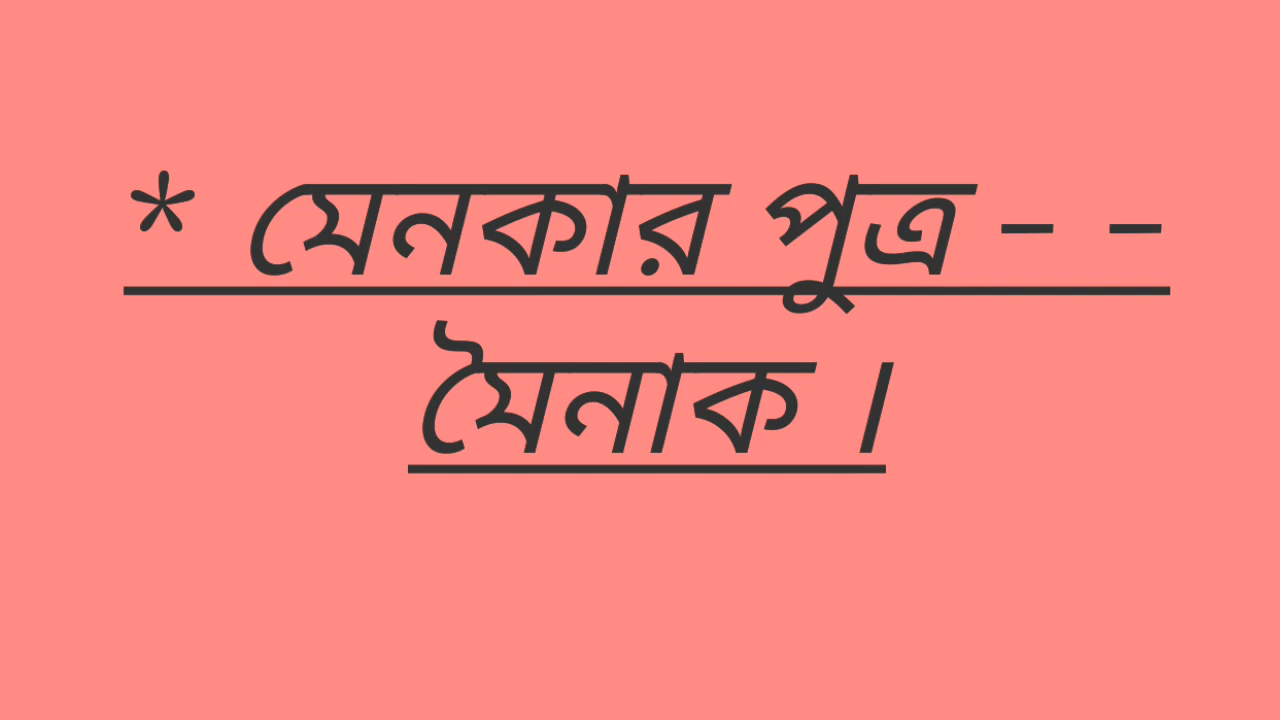 * মেনকার পুত্র – –
মৈনাক ।